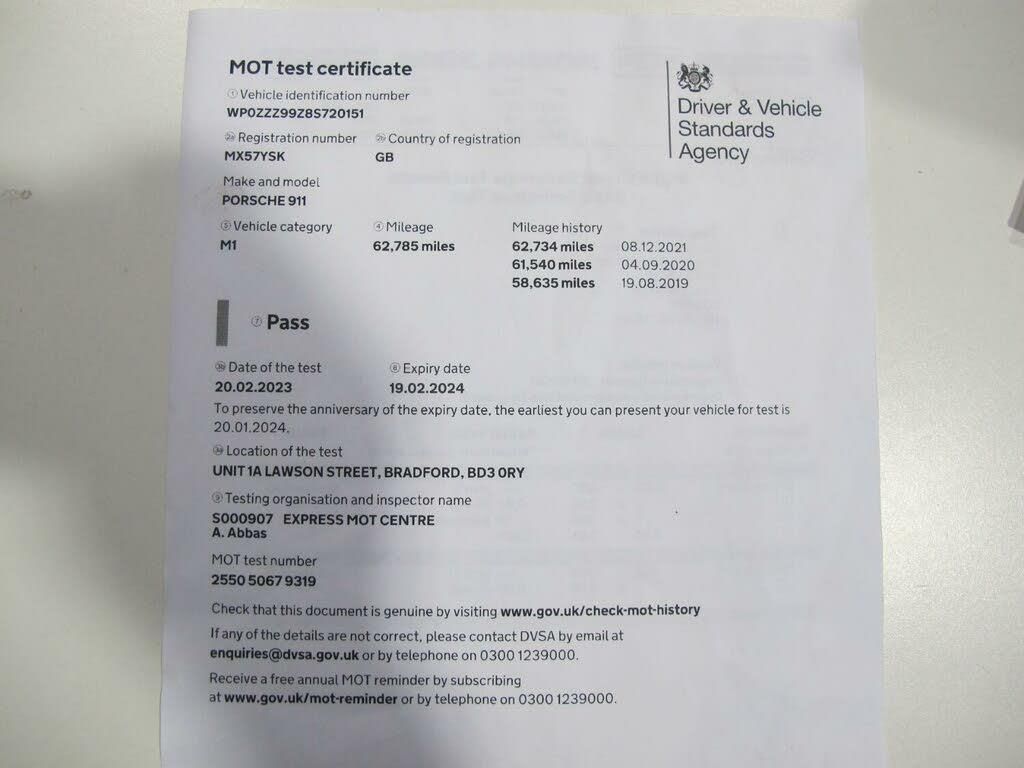 MOT test certificate
① Vehicle identification number
WP0ZZZ99Z8S720151
2a Registration number 2b Country of registration
MX57YSK GB
Make and model
PORSCHE 911
⑤ Vehicle category ④ Mileage Mileage history
M1 62,785 miles 62,734 miles 08.12.2021
61,540 miles 04.09.2020
58,635 miles 19.08.2019
Driver & Vehicle
Standards
Agency
⑦ Pass
3b Date of the test ⑧ Expiry date
20.02.2023 19.02.2024
To preserve the anniversary of the expiry date, the earliest you can present your vehicle for test is
20.01.2024.
3a Location of the test
UNIT 1A LAWSON STREET, BRADFORD, BD3 0RY
⑨ Testing organisation and inspector name
S000907 EXPRESS MOT CENTRE
A. Abbas
MOT test number
2550 5067 9319
Check that this document is genuine by visiting www.gov.uk/check-mot-history
If any of the details are not correct, please contact DVSA by email at
enquiries@dvsa.gov.uk or by telephone on 0300 1239000.
Receive a free annual MOT reminder by subscribing
at www.gov.uk/mot-reminder or by telephone on 0300 1239000.